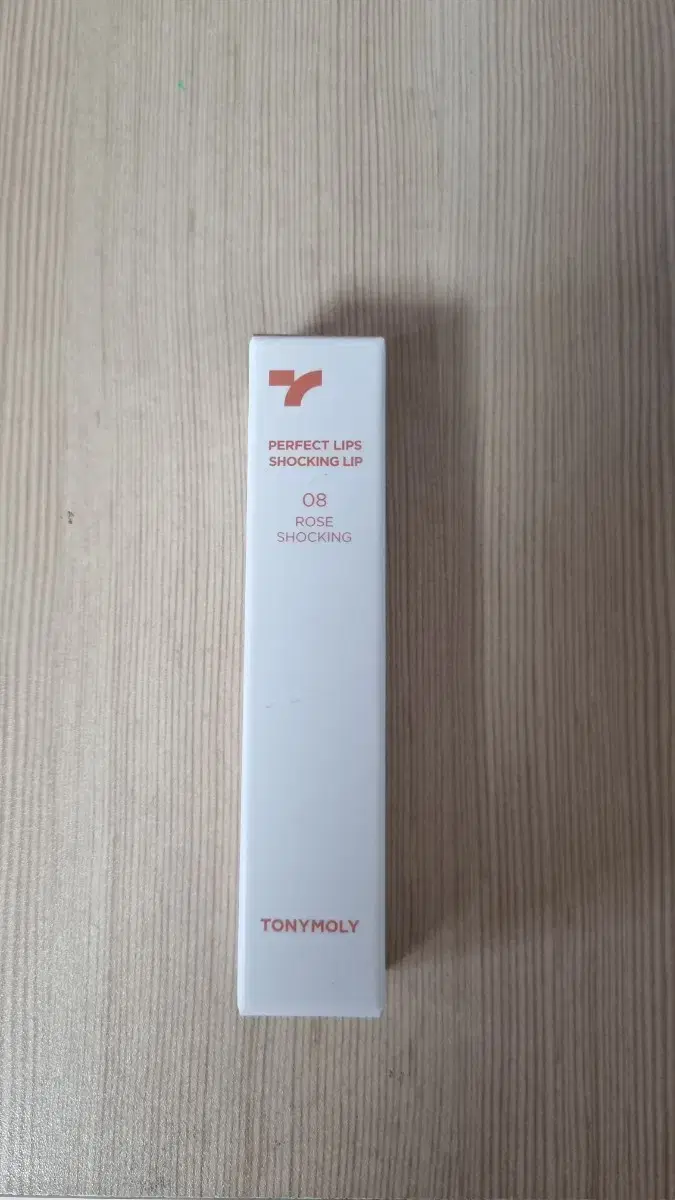 PERFECT LIPS
SHOCKING LIP
08
ROSE
SHOCKING
TONYMOLY